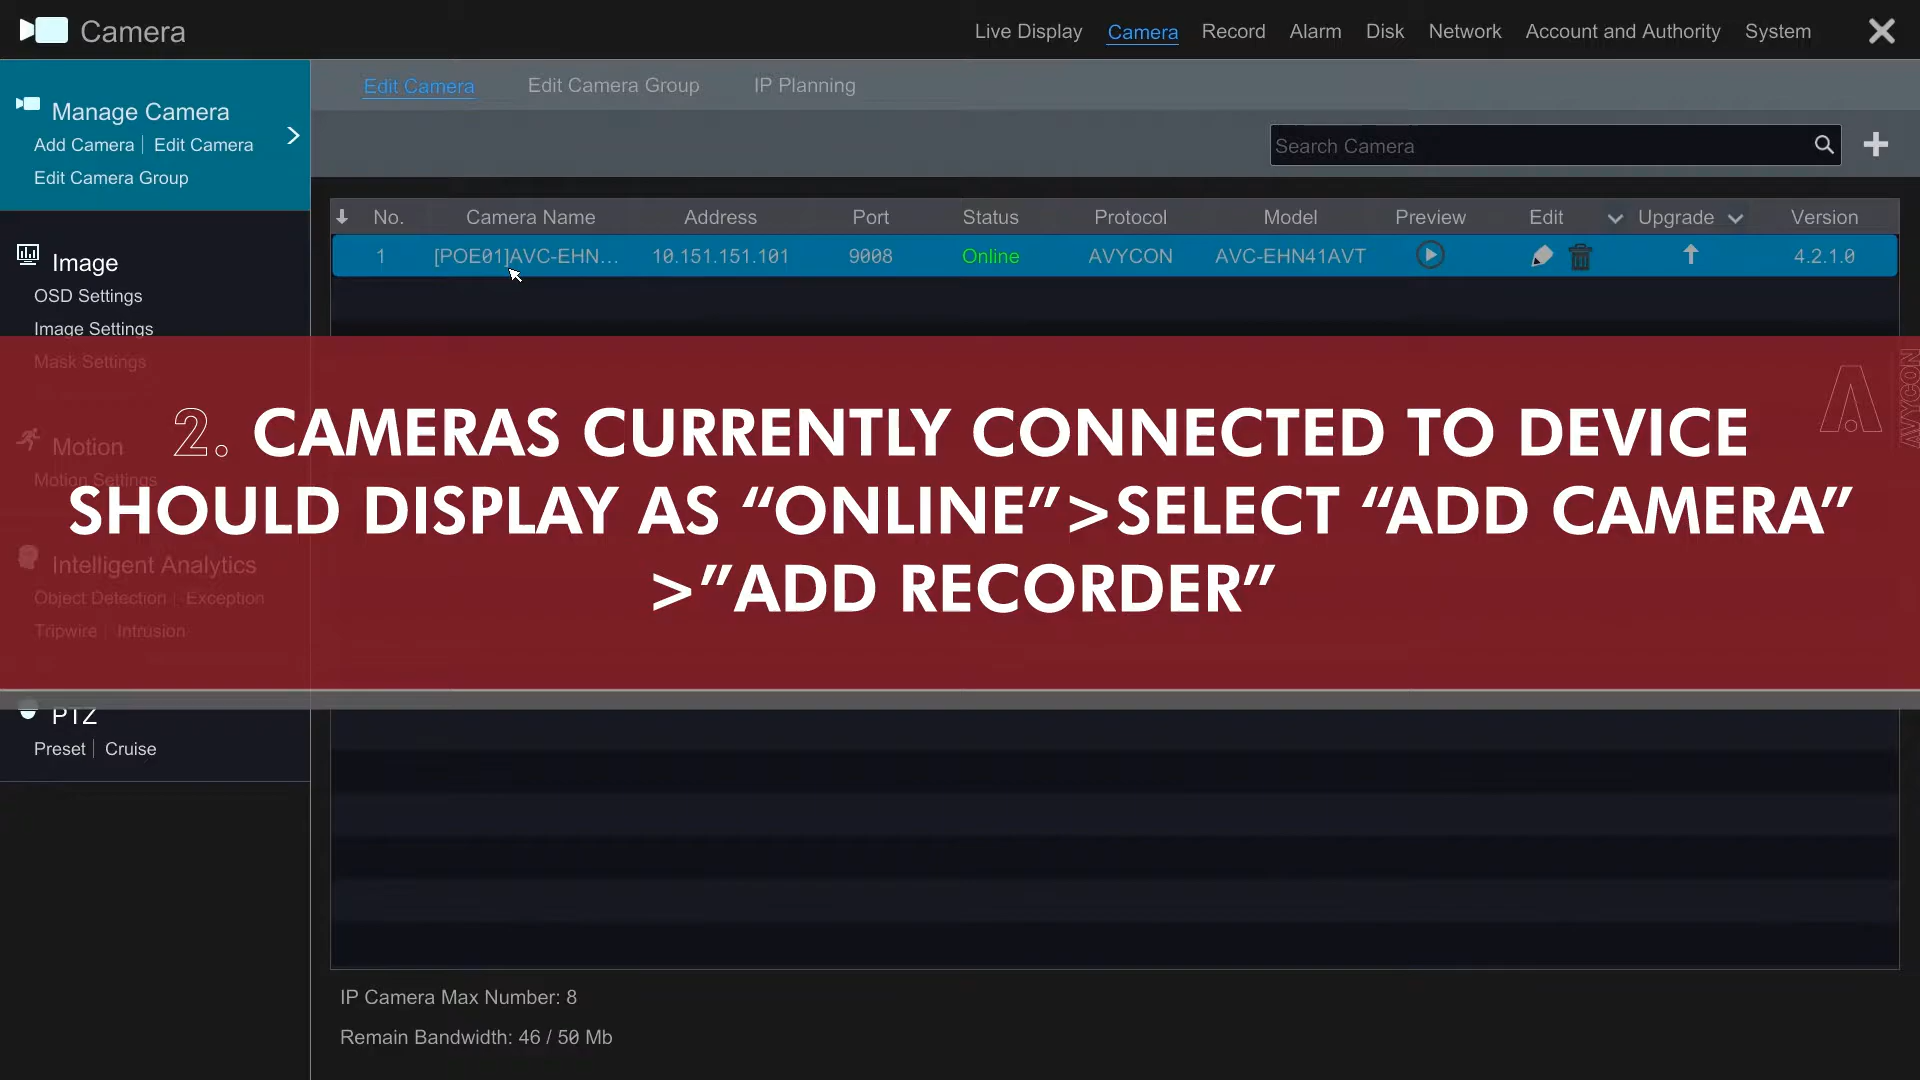 Camera
Live Display Camera Record Alarm Disk Network Account and Authority System
Manage Camera
Add Camera | Edit Camera
Edit Camera Group
Edit Camera Edit Camera Group IP Planning
Search Camera
No. Camera Name Address Port Status Protocol Model Preview Edit Upgrade Version
1 [POE01]AVC-EHN... 10.151.151.101 9008 Online AVYCON AVC-EHN41AVT 4.2.1.0
Image
OSD Settings
Image Settings
Mask Settings
Motion
Motion Settings
Intelligent Analytics
Object Detection | Exception
Tripwire | Intrusion
PTZ
Preset | Cruise
2. CAMERAS CURRENTLY CONNECTED TO DEVICE
SHOULD DISPLAY AS “ONLINE”>SELECT “ADD CAMERA”
>”ADD RECORDER”
AVYCON
IP Camera Max Number: 8
Remain Bandwidth: 46 / 50 Mb